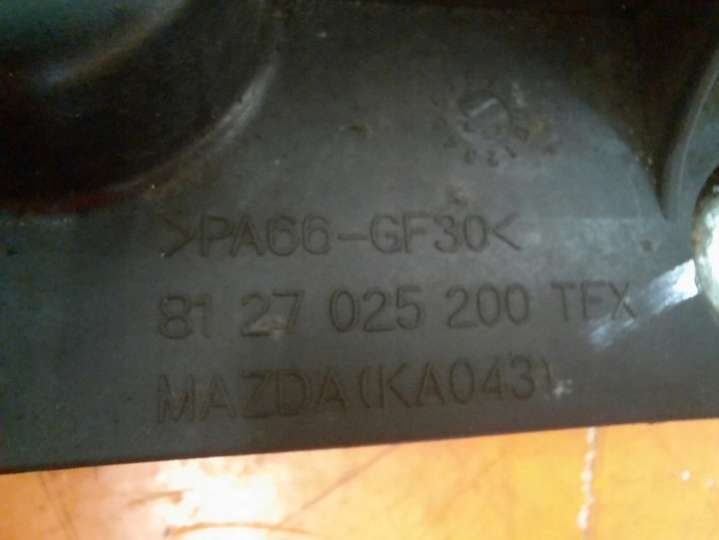 >PA66-GF30<
81 27 025 200 TEX
MAZDA(KA043)